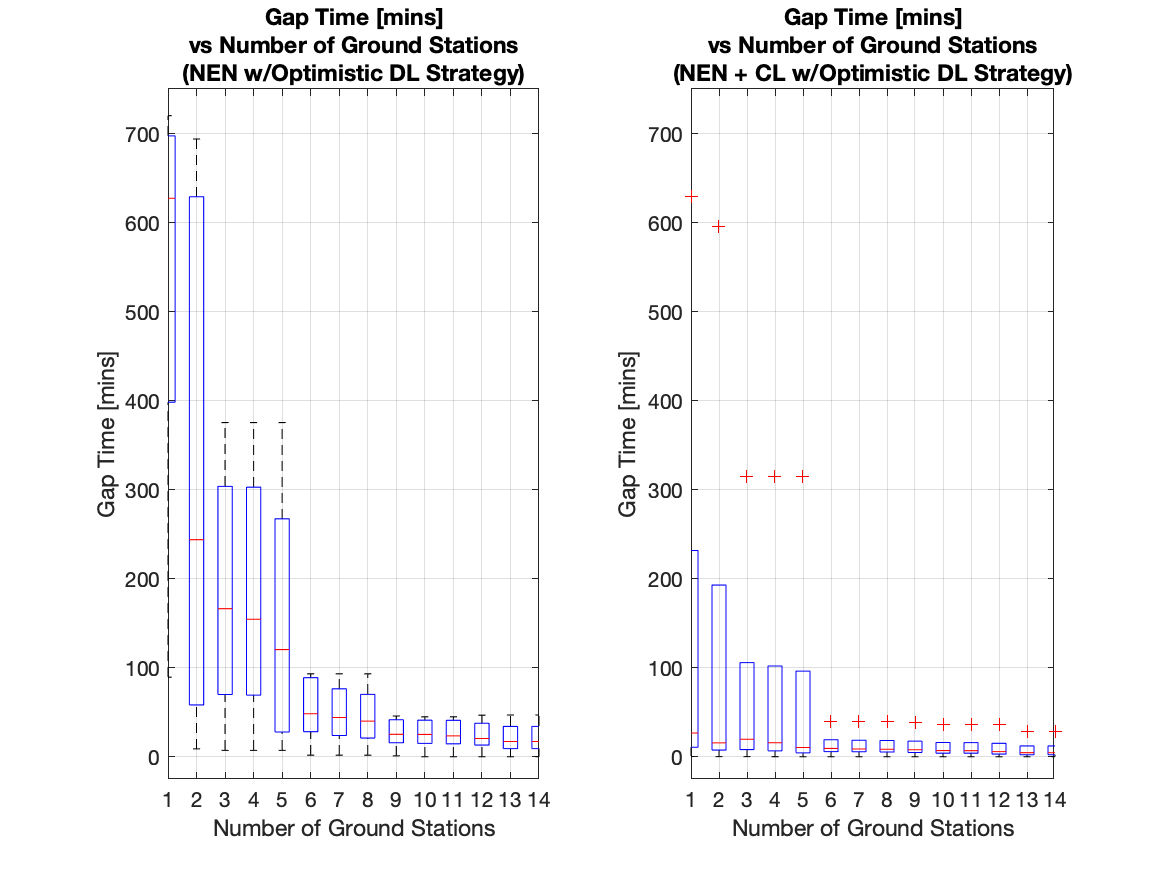 Gap Time [mins]
vs Number of Ground Stations
(NEN w/Optimistic DL Strategy)
700
600
500
400
300
200
100
0
Gap Time [mins]
1 2 3 4 5 6 7 8 9 10 11 12 13 14
Number of Ground Stations
Gap Time [mins]
vs Number of Ground Stations
(NEN + CL w/Optimistic DL Strategy)
700
600
500
400
300
200
100
0
Gap Time [mins]
1 2 3 4 5 6 7 8 9 10 11 12 13 14
Number of Ground Stations